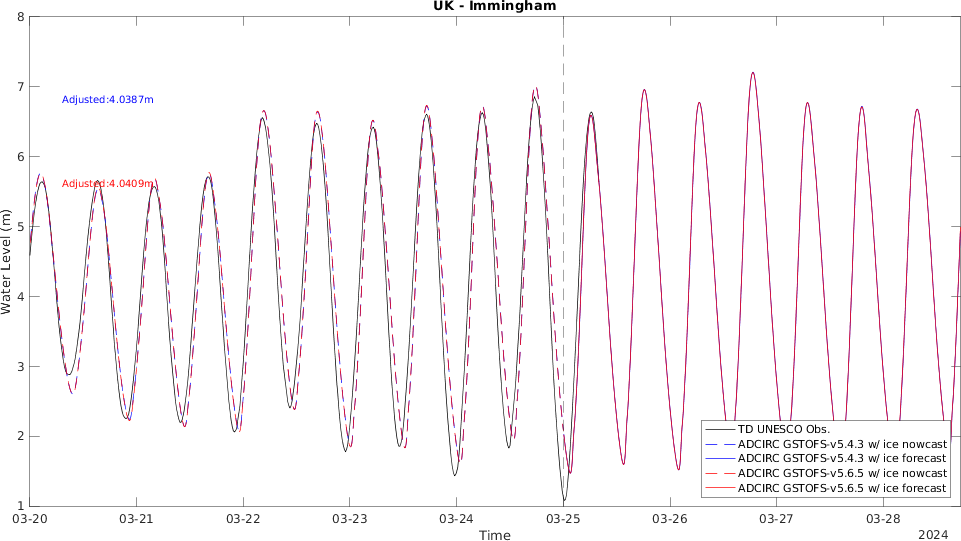 UK - Immingham
8
7
6
5
4
3
2
1
Water Level (m)
Adjusted:4.0387m
Adjusted:4.0409m
TD UNESCO Obs.
ADCIRC GSTOFS-v5.4.3 w/ ice nowcast
ADCIRC GSTOFS-v5.4.3 w/ ice forecast
ADCIRC GSTOFS-v5.6.5 w/ ice nowcast
ADCIRC GSTOFS-v5.6.5 w/ ice forecast
03-20 03-21 03-22 03-23 03-24 03-25 03-26 03-27 03-28
Time
2024